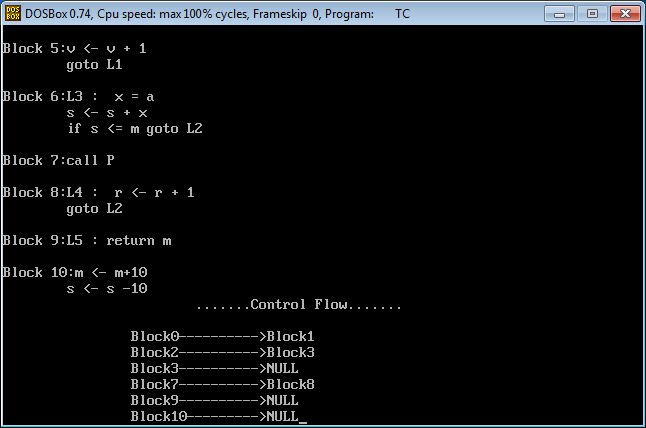 DOS BOX DOSBox 0.74, Cpu speed: max 100% cycles, Frameskip 0, Program: TC
Block 5:v <- v + 1
goto L1
Block 6:L3 : x = a
s <- s + x
if s <= m goto L2
Block 7:call P
Block 8:L4 : r <- r + 1
goto L2
Block 9:L5 : return m
Block 10:m <- m+10
s <- s -10
.......Control Flow.......
Block0---------->Block1
Block2---------->Block3
Block3---------->NULL
Block7---------->Block8
Block9---------->NULL
Block10--------->NULL_